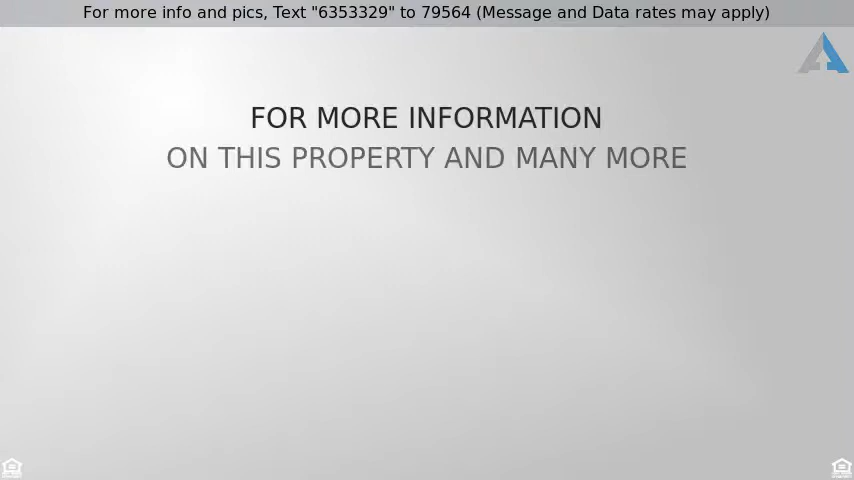 For more info and pics, Text "6353329" to 79564 (Message and Data rates may apply)
FOR MORE INFORMATION
ON THIS PROPERTY AND MANY MORE